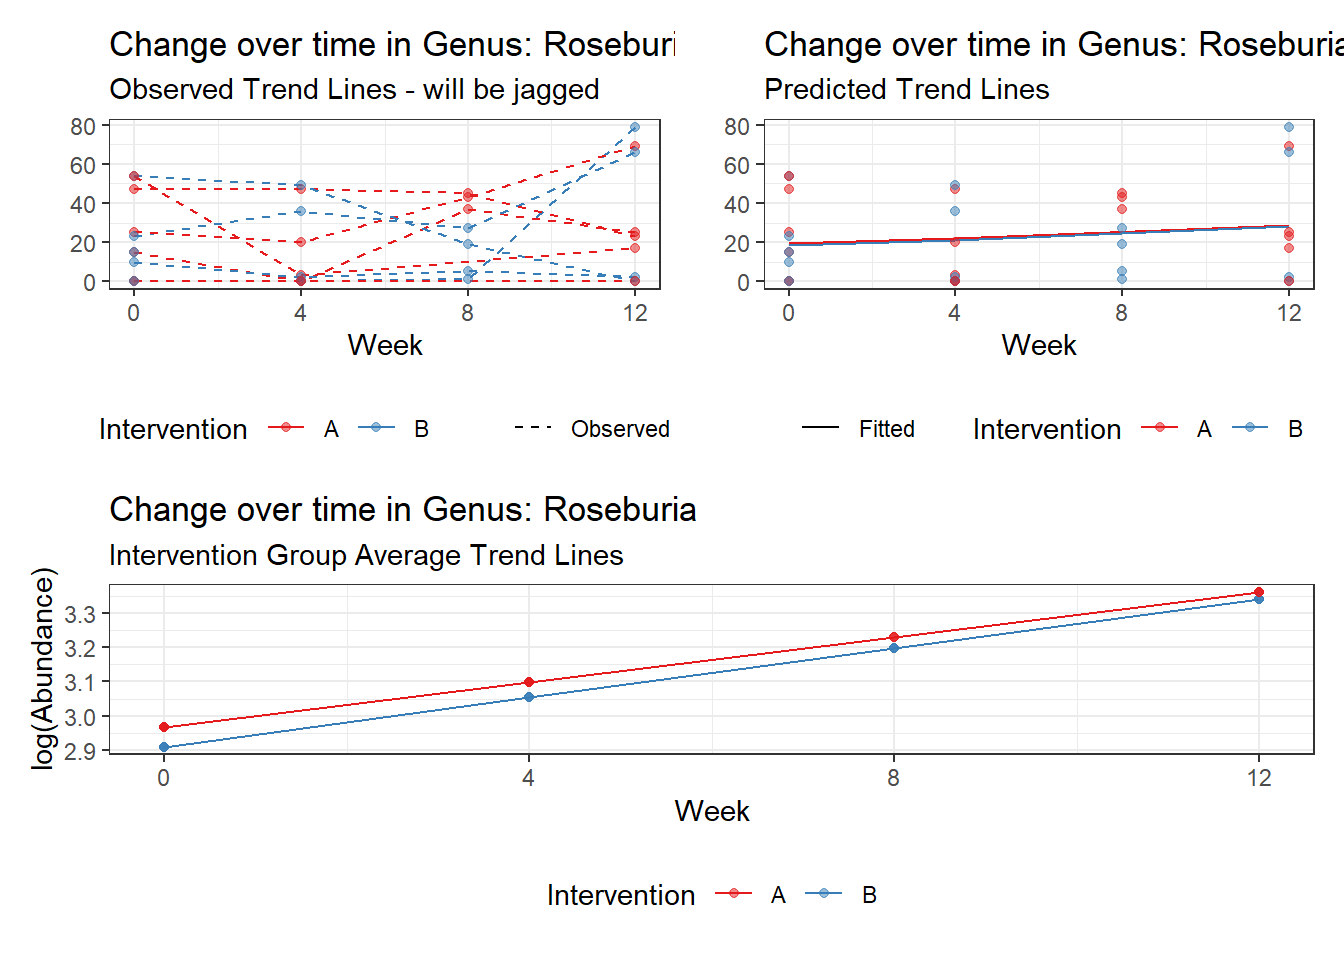 Change over time in Genus: Roseburi
Observed Trend Lines - will be jagged
80
60
40
20
0
0 4 8 12
Week
Intervention A B Observed
Change over time in Genus: Roseburia
Predicted Trend Lines
80
60
40
20
0
0 4 8 12
Week
Fitted Intervention A B
Change over time in Genus: Roseburia
Intervention Group Average Trend Lines
log(Abundance)
3.3
3.2
3.1
3.0
2.9
0 4 8 12
Week
Intervention A B